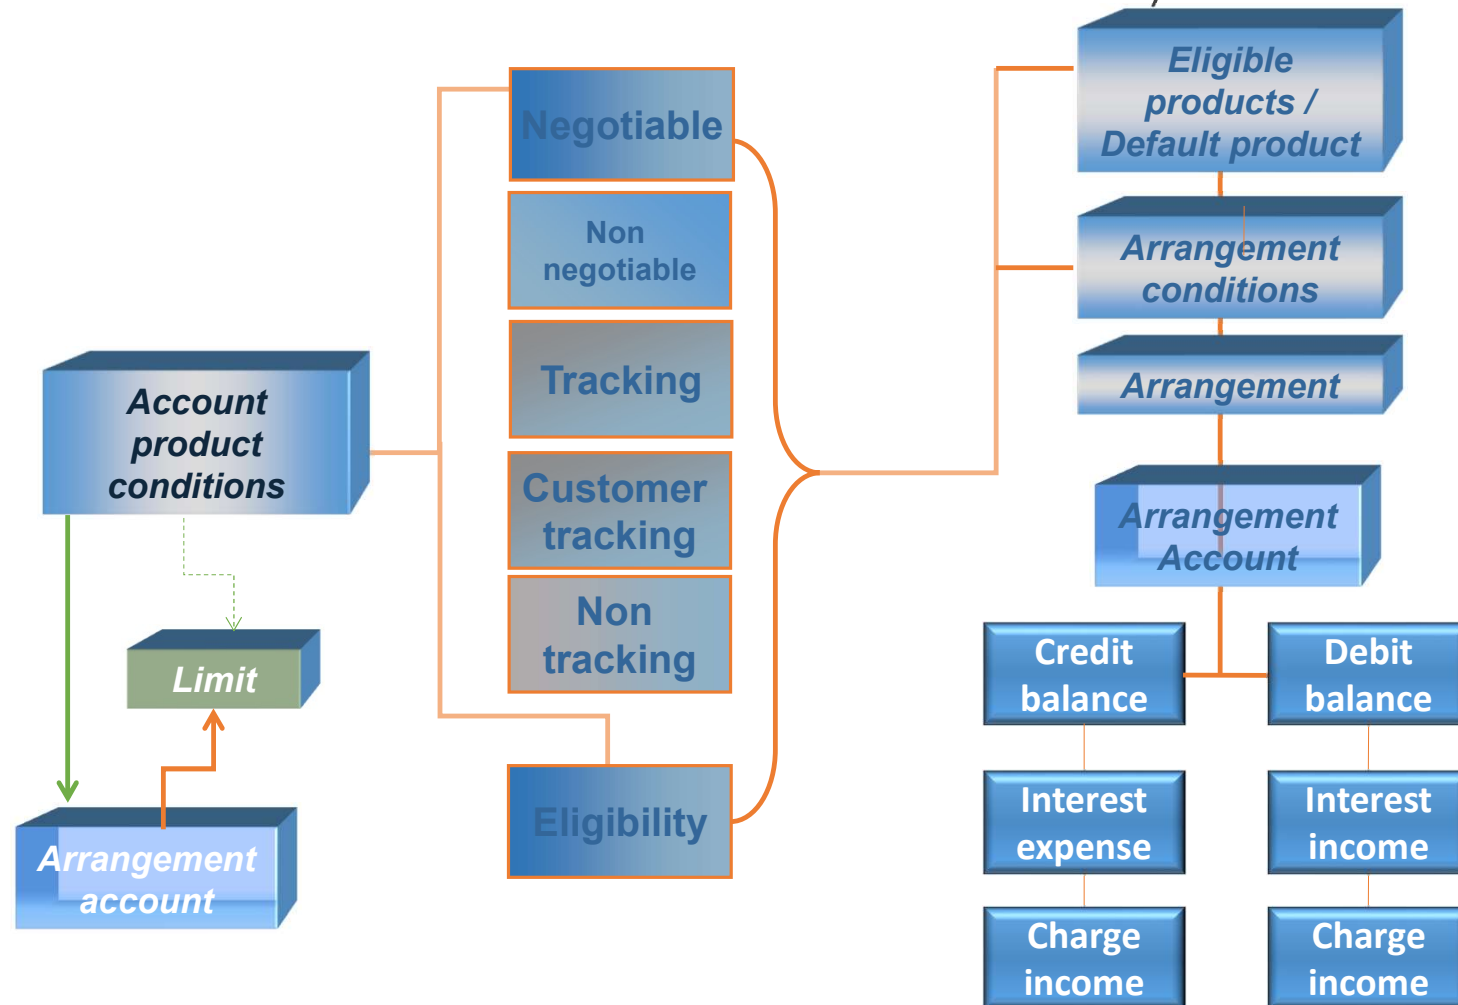 Account
product
conditions
Limit
Arrangement
account
Negotiable
Non
negotiable
Tracking
Customer
tracking
Non
tracking
Eligibility
Eligible
products /
Default product
Arrangement
conditions
Arrangement
Arrangement
Account
Credit
balance
Debit
balance
Interest
expense
Interest
income
Charge
income
Charge
income